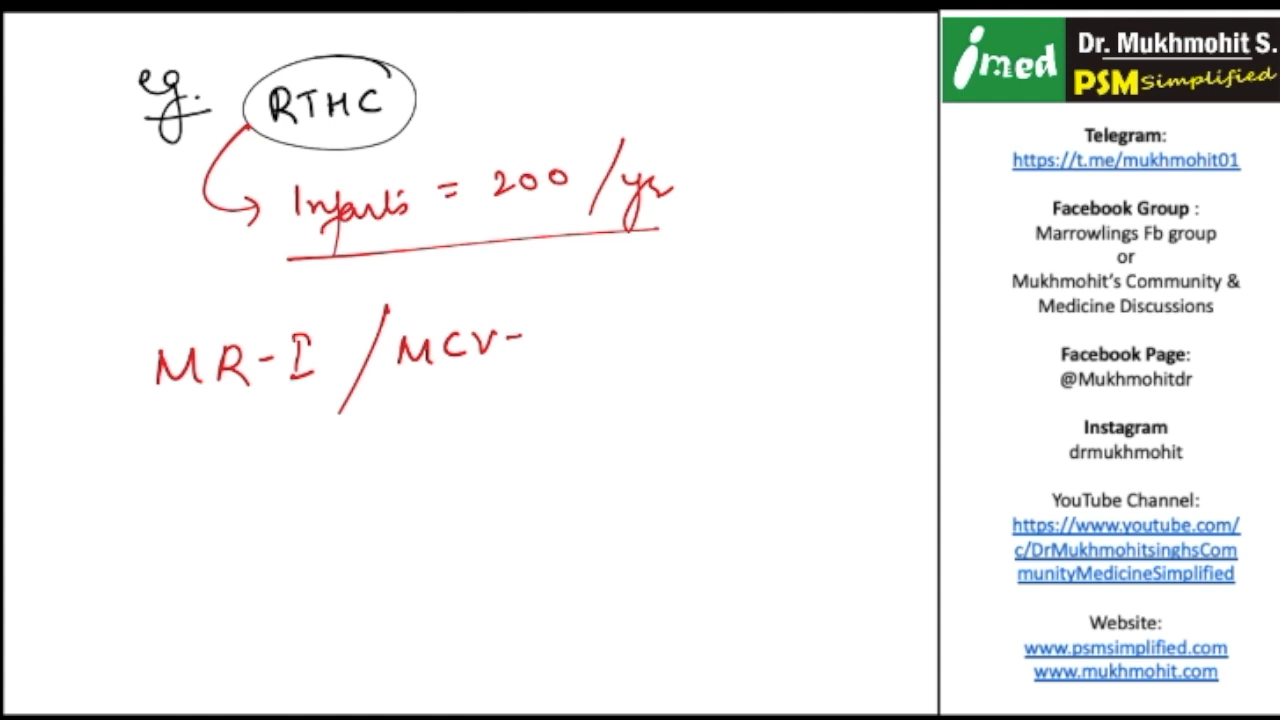 eg. RTHC
Infants = 200 / yr
MR-I / MCV-
imed
Dr. Mukhmohit S.
PSM Simplified
Telegram:
https://t.me/mukhmohit01
Facebook Group :
Marrowlings Fb group
or
Mukhmohit's Community &
Medicine Discussions
Facebook Page:
@Mukhmohitdr
Instagram
drmukhmohit
YouTube Channel:
https://www.youtube.com/
c/DrMukhmohitsinghsCom
munityMedicineSimplified
Website:
www.psmsimplified.com
www.mukhmohit.com